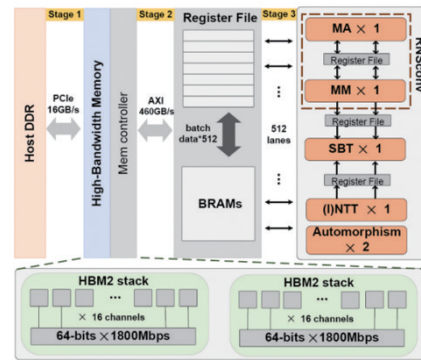 Stage 1
Stage 2
Register File
Stage 3
Host DDR
PCIe
16GB/s
High-Bandwidth Memory
Mem controller
AXI
460GB/s
batch
data*512
BRAMs
512
lanes
MA × 1
Register File
MM × 1
RNSconv
Register File
SBT × 1
Register File
(I)NTT × 1
Automorphism
× 2
HBM2 stack
× 16 channels
64-bits ×1800Mbps
HBM2 stack
× 16 channels
64-bits ×1800Mbps